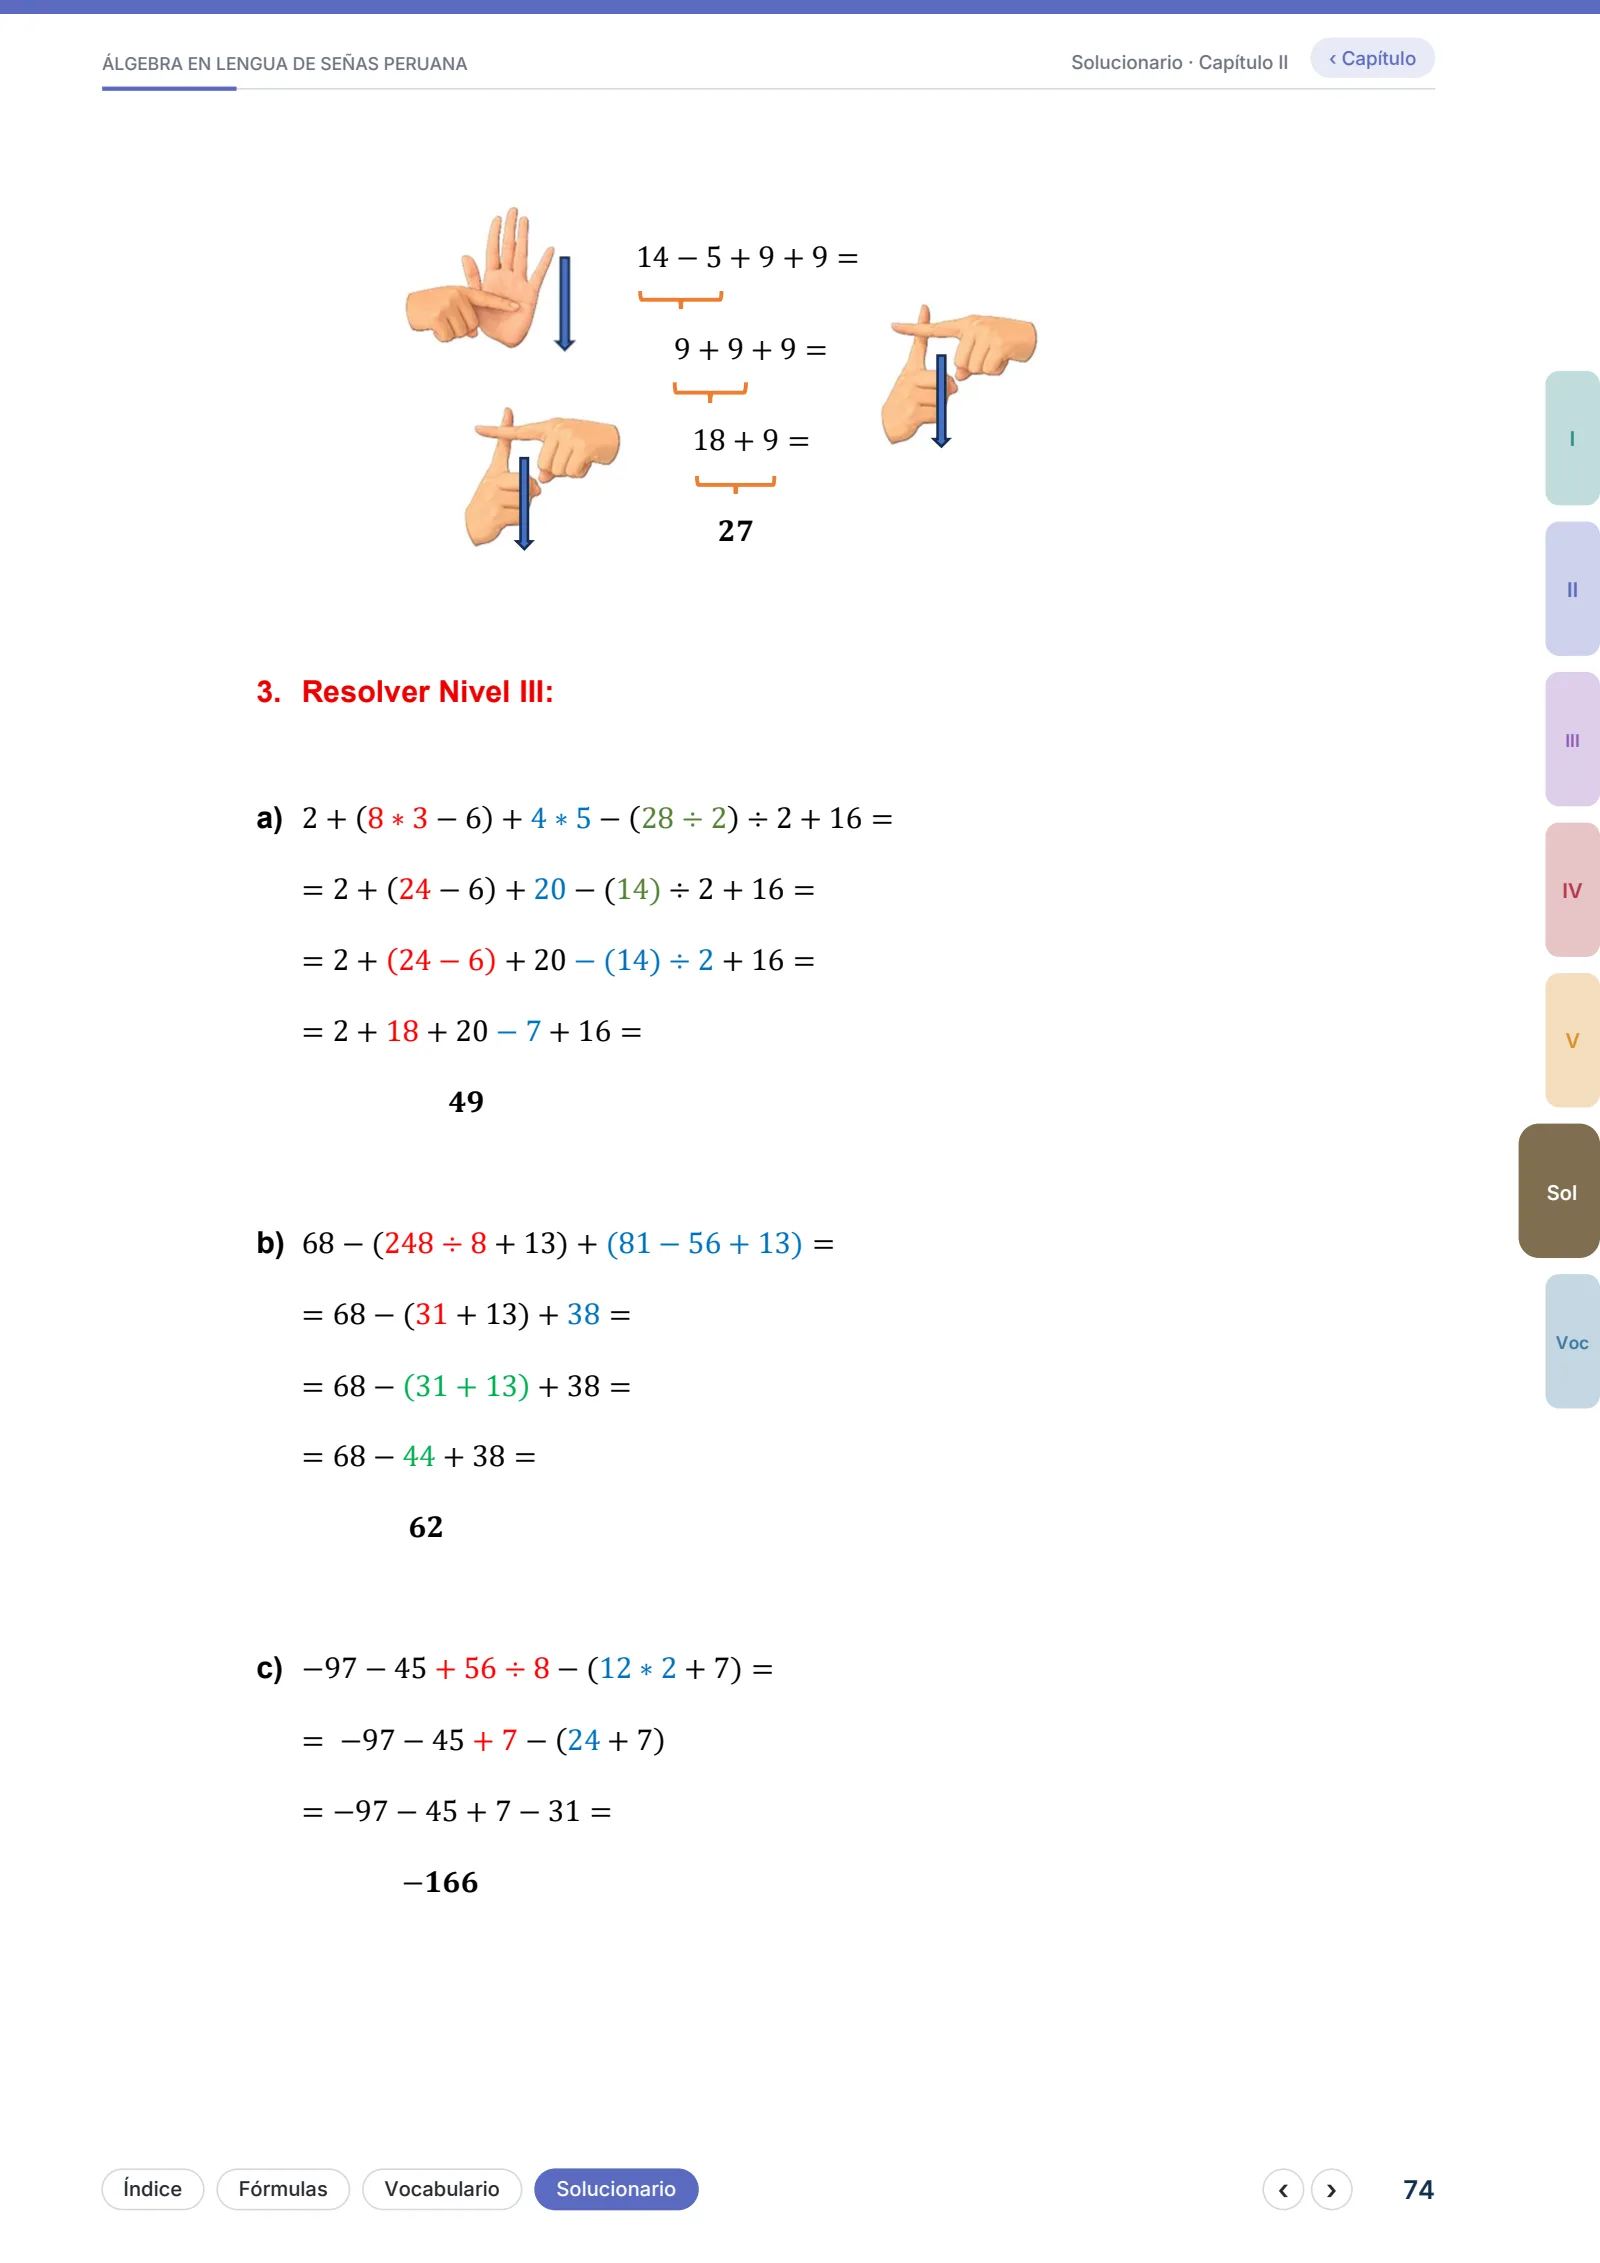 ÁLGEBRA EN LENGUA DE SEÑAS PERUANA
Solucionario · Capítulo II
‹ Capítulo
14 − 5 + 9 + 9 =
9 + 9 + 9 =
18 + 9 =
27
3. Resolver Nivel III:
a) 2 + (8 ∗ 3 − 6) + 4 ∗ 5 − (28 ÷ 2) ÷ 2 + 16 =
= 2 + (24 − 6) + 20 − (14) ÷ 2 + 16 =
= 2 + (24 − 6) + 20 − (14) ÷ 2 + 16 =
= 2 + 18 + 20 − 7 + 16 =
49
b) 68 − (248 ÷ 8 + 13) + (81 − 56 + 13) =
= 68 − (31 + 13) + 38 =
= 68 − (31 + 13) + 38 =
= 68 − 44 + 38 =
62
c) −97 − 45 + 56 ÷ 8 − (12 ∗ 2 + 7) =
= −97 − 45 + 7 − (24 + 7)
= −97 − 45 + 7 − 31 =
−166
I
II
III
IV
V
Sol
Voc
Índice
Fórmulas
Vocabulario
Solucionario
‹
›
74